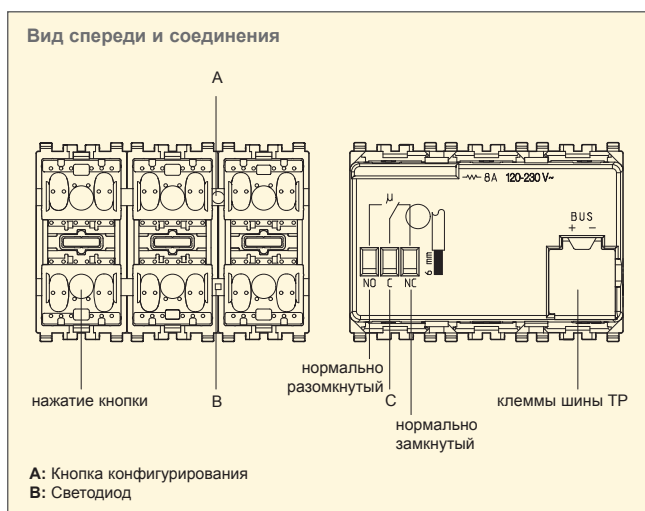 Вид спереди и соединения
A
8A 120-230 V~
μ
BUS
+ -
6 mm
NO C NC
нажатие кнопки
B
нормально
разомкнутый
C
нормально
замкнутый
клеммы шины TP
A: Кнопка конфигурирования
B: Светодиод